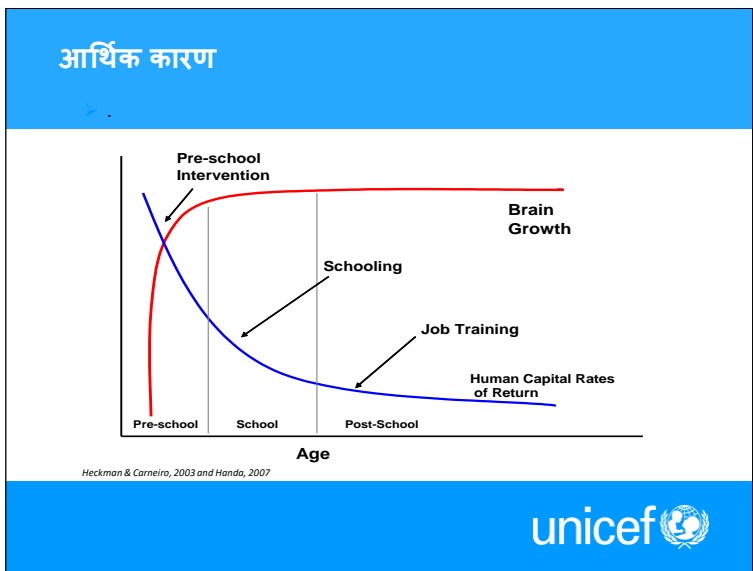 आर्थिक कारण
.
Pre-school
Intervention
Brain
Growth
Schooling
Job Training
Human Capital Rates
of Return
Pre-school School Post-School
Age
Heckman & Carneiro, 2003 and Handa, 2007
unicef